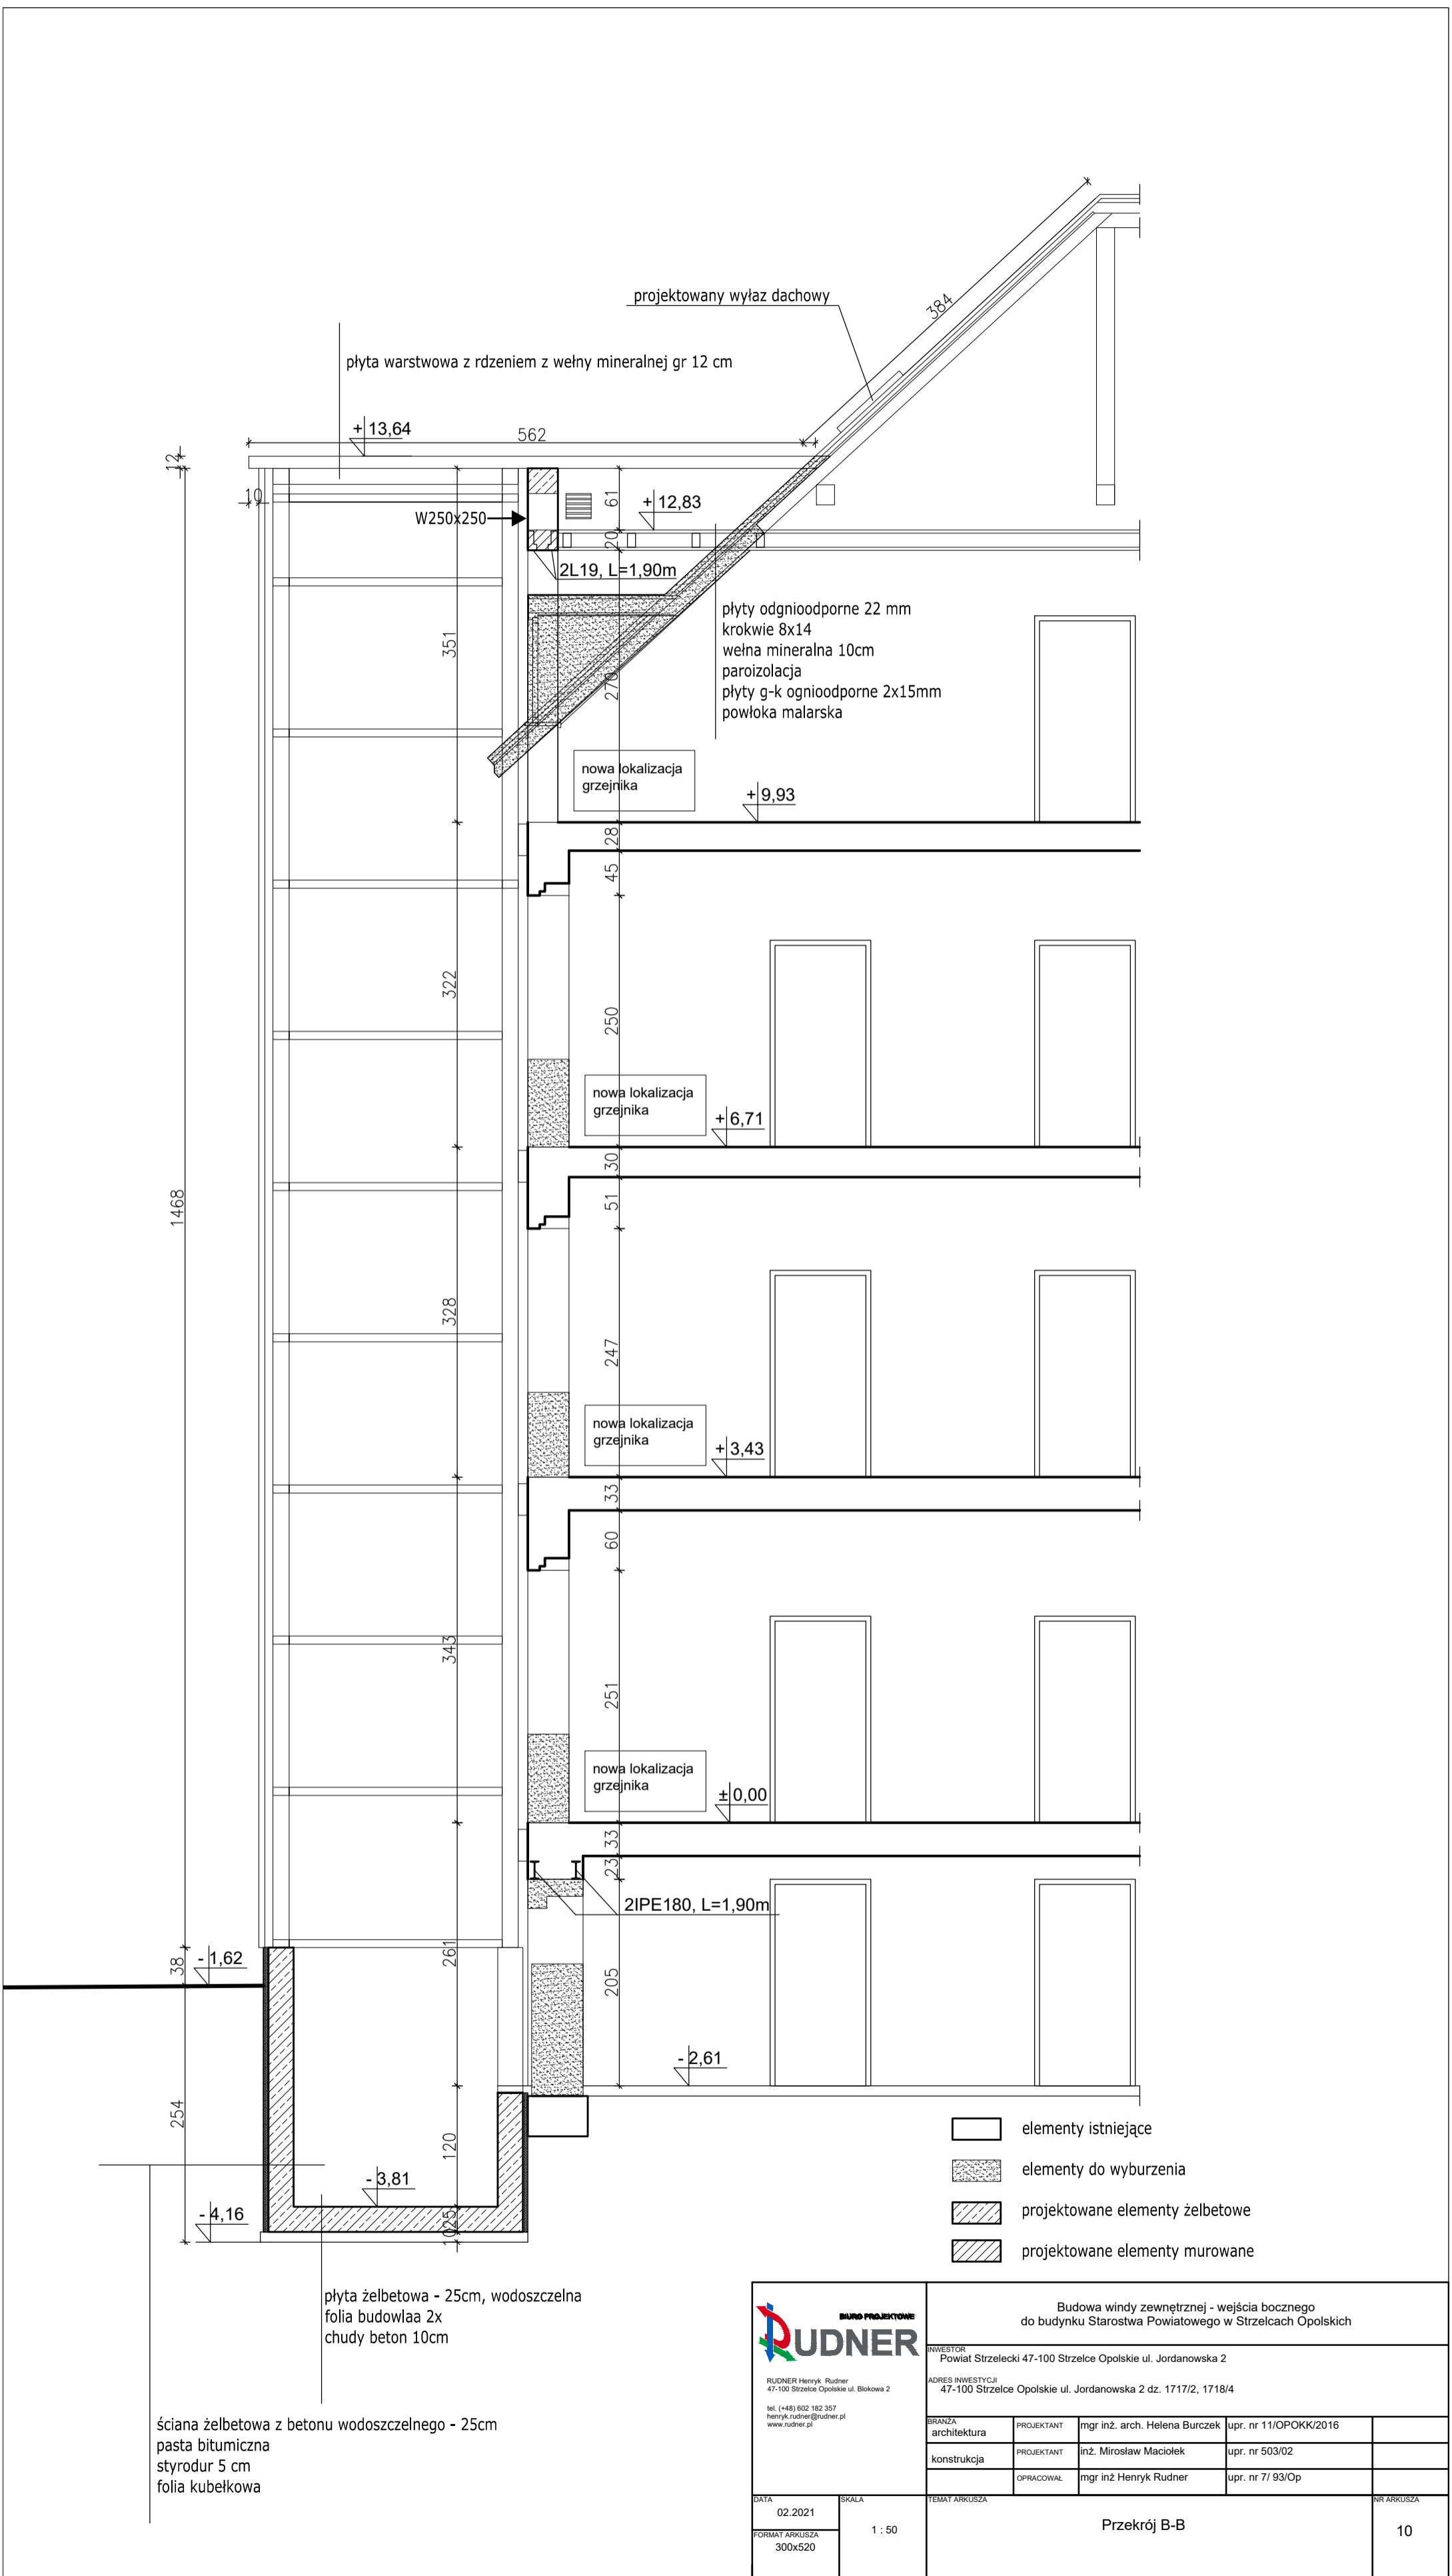 384
projektowany wyłaz dachowy
płyta warstwowa z rdzeniem z wełny mineralnej gr 12 cm
+ 13,64
562
12
10
61
+ 12,83
W250x250
20
2L19, L=1,90m
płyty odgnioodporne 22 mm
krokwie 8x14
wełna mineralna 10cm
paroizolacja
płyty g-k ognioodporne 2x15mm
powłoka malarska
351
270
nowa lokalizacja
grzejnika
+ 9,93
28
45
322
250
nowa lokalizacja
grzejnika
+ 6,71
30
51
1468
328
247
nowa lokalizacja
grzejnika
+ 3,43
33
60
343
251
nowa lokalizacja
grzejnika
± 0,00
33
23
2IPE180, L=1,90m
38
- 1,62
261
205
- 2,61
254
120
- 3,81
- 4,16
25
10
elementy istniejące
elementy do wyburzenia
projektowane elementy żelbetowe
projektowane elementy murowane
płyta żelbetowa - 25cm, wodoszczelna
folia budowlaa 2x
chudy beton 10cm
ściana żelbetowa z betonu wodoszczelnego - 25cm
pasta bitumiczna
styrodur 5 cm
folia kubełkowa
BIURO PROJEKTOWE
RUDNER
RUDNER Henryk Rudner
47-100 Strzelce Opolskie ul. Blokowa 2
tel. (+48) 602 182 357
henryk.rudner@rudner.pl
www.rudner.pl
Budowa windy zewnętrznej - wejścia bocznego
do budynku Starostwa Powiatowego w Strzelcach Opolskich
INWESTOR
Powiat Strzelecki 47-100 Strzelce Opolskie ul. Jordanowska 2
ADRES INWESTYCJI
47-100 Strzelce Opolskie ul. Jordanowska 2 dz. 1717/2, 1718/4
BRANŻA
architektura PROJEKTANT mgr inż. arch. Helena Burczek upr. nr 11/OPOKK/2016
konstrukcja PROJEKTANT inż. Mirosław Maciołek upr. nr 503/02
OPRACOWAŁ mgr inż Henryk Rudner upr. nr 7/ 93/Op
DATA
02.2021
SKALA
1 : 50
FORMAT ARKUSZA
300x520
TEMAT ARKUSZA
Przekrój B-B
NR ARKUSZA
10